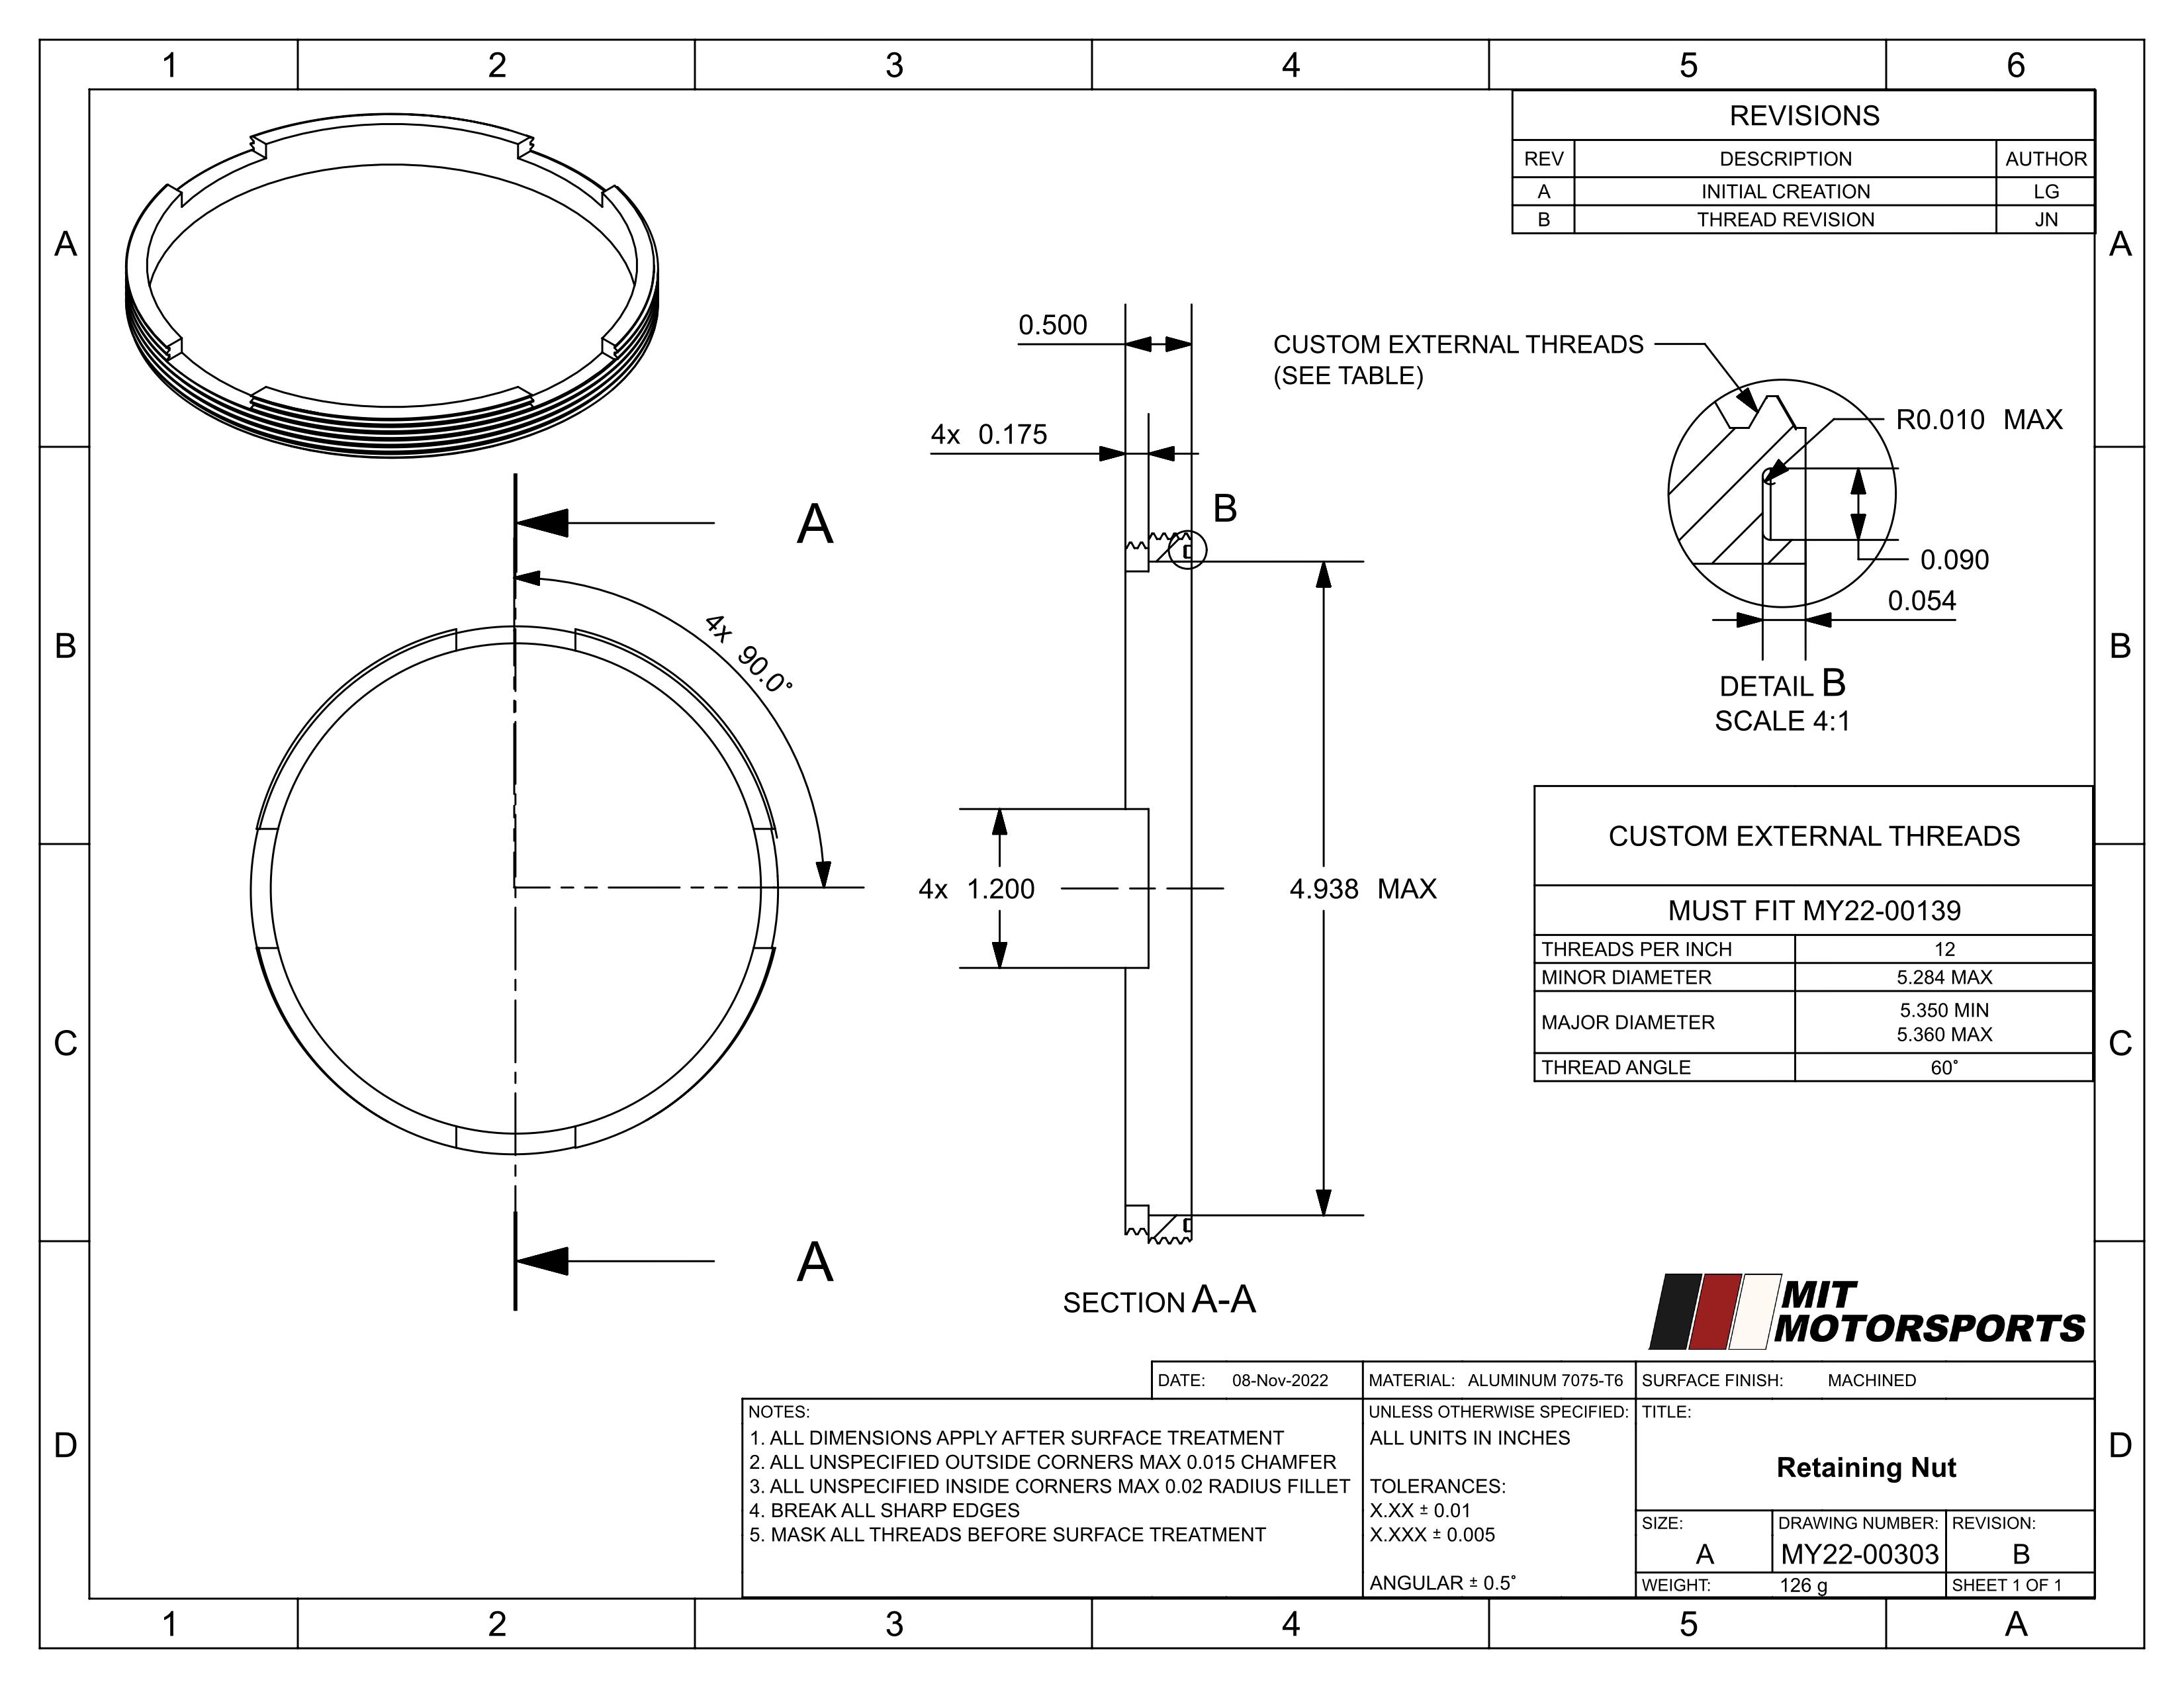 1 2 3 4 5 6
REVISIONS
REV DESCRIPTION AUTHOR
A INITIAL CREATION LG
B THREAD REVISION JN
A A
0.500
CUSTOM EXTERNAL THREADS
(SEE TABLE)
4x 0.175
R0.010 MAX
B
A
0.090
0.054
4x 90.0°
B B
DETAIL B
SCALE 4:1
CUSTOM EXTERNAL THREADS
4x 1.200
4.938 MAX
MUST FIT MY22-00139
THREADS PER INCH 12
MINOR DIAMETER 5.284 MAX
MAJOR DIAMETER 5.350 MIN
5.360 MAX
THREAD ANGLE 60°
C C
A
SECTION A-A
MIT
MOTORSPORTS
DATE: 08-Nov-2022 MATERIAL: ALUMINUM 7075-T6 SURFACE FINISH: MACHINED
NOTES:
1. ALL DIMENSIONS APPLY AFTER SURFACE TREATMENT
2. ALL UNSPECIFIED OUTSIDE CORNERS MAX 0.015 CHAMFER
3. ALL UNSPECIFIED INSIDE CORNERS MAX 0.02 RADIUS FILLET
4. BREAK ALL SHARP EDGES
5. MASK ALL THREADS BEFORE SURFACE TREATMENT
UNLESS OTHERWISE SPECIFIED:
ALL UNITS IN INCHES
TOLERANCES:
X.XX ± 0.01
X.XXX ± 0.005
ANGULAR ± 0.5°
TITLE:
Retaining Nut
SIZE: DRAWING NUMBER: REVISION:
A MY22-00303 B
WEIGHT: 126 g SHEET 1 OF 1
D D
1 2 3 4 5 A